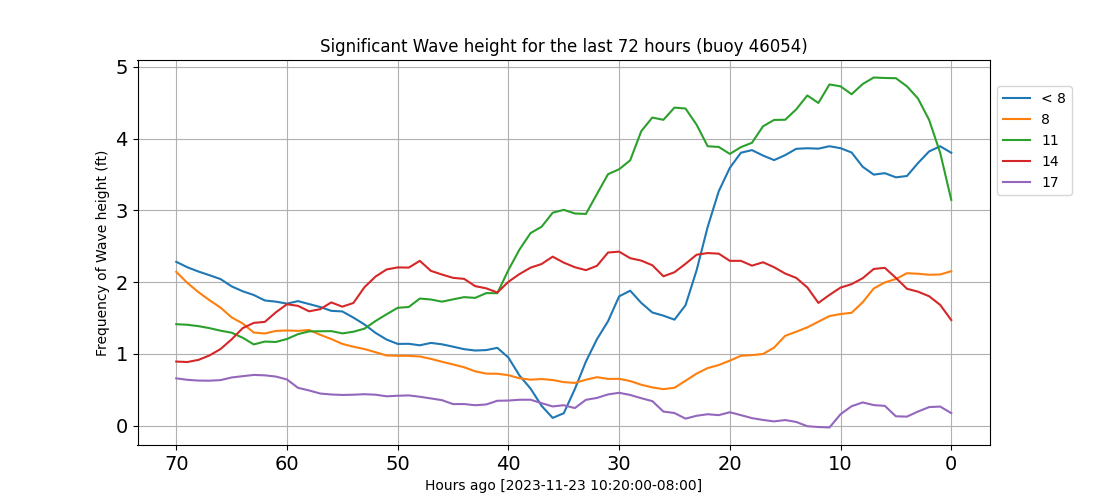 Significant Wave height for the last 72 hours (buoy 46054)
Frequency of Wave height (ft)
5
4
3
2
1
0
70 60 50 40 30 20 10 0
Hours ago [2023-11-23 10:20:00-08:00]
< 8
8
11
14
17